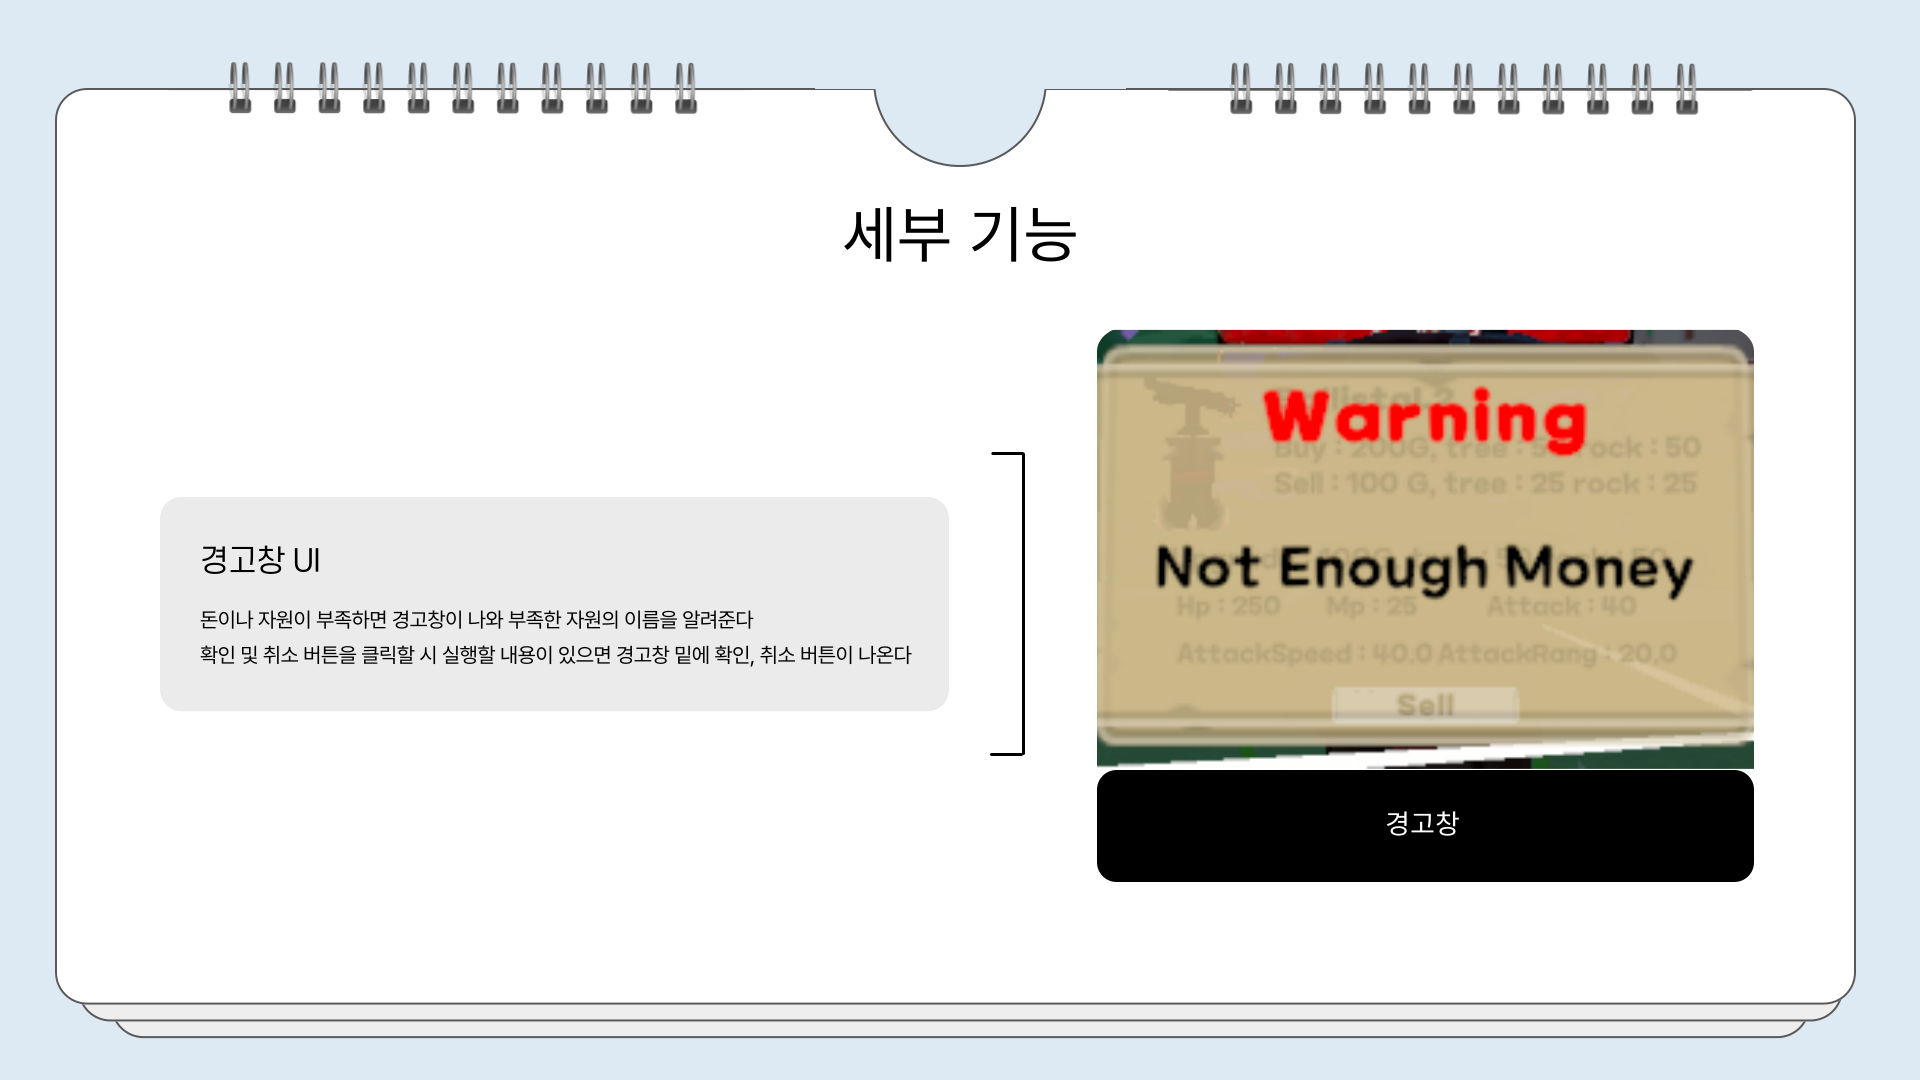 세부 기능
경고창 UI
돈이나 자원이 부족하면 경고창이 나와 부족한 자원의 이름을 알려준다
확인 및 취소 버튼을 클릭할 시 실행할 내용이 있으면 경고창 밑에 확인, 취소 버튼이 나온다
Warning
Buy : 200G, tree : 5 rock : 50
Sell : 100 G, tree : 25 rock : 25
Not Enough Money
Hp : 250 Mp : 25 Attack : 40
AttackSpeed : 40.0 AttackRang : 20.0
Sell
경고창